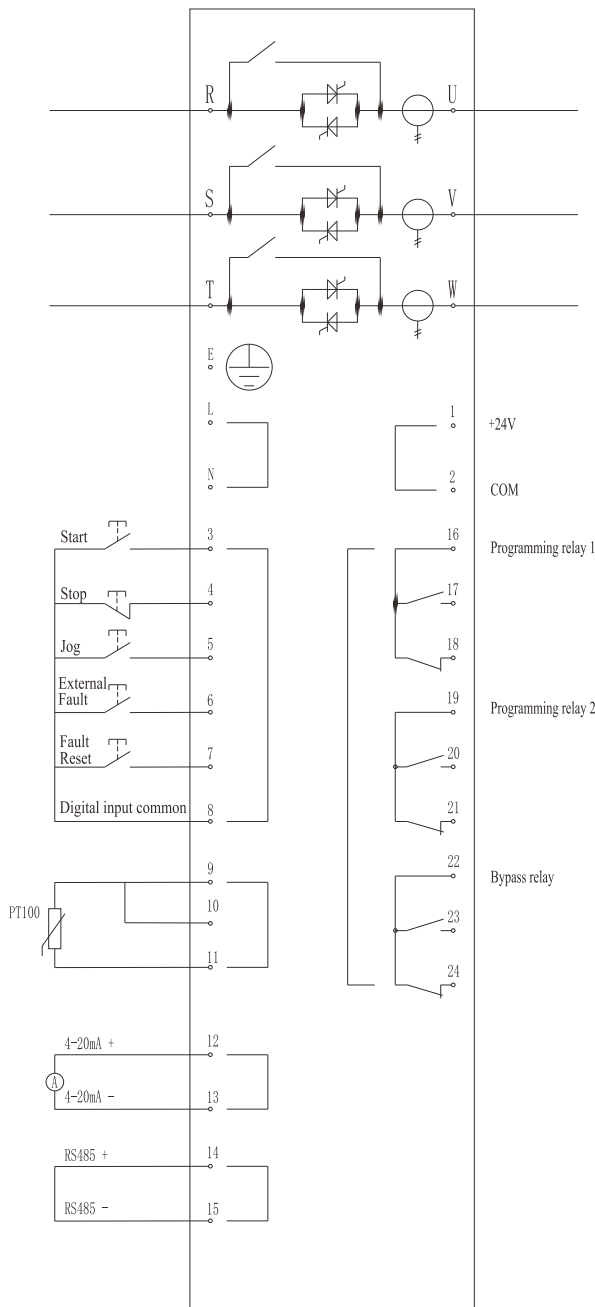 R
U
S
V
T
W
E
L
1
+24V
N
2
COM
Start
3
16
Programming relay 1
Stop
4
17
Jog
5
18
External
Fault
6
19
Programming relay 2
Fault
Reset
7
20
Digital input common
8
21
9
22
Bypass relay
PT100
10
23
11
24
4-20mA +
12
A
4-20mA -
13
RS485 +
14
RS485 -
15